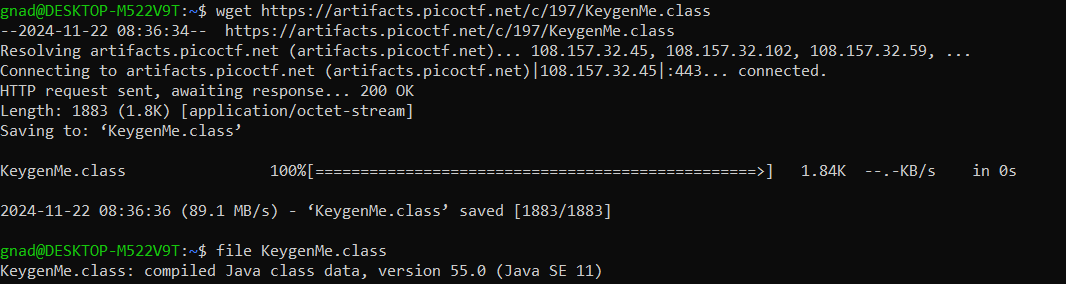 gnad@DESKTOP-M522V9T:~$ wget https://artifacts.picoctf.net/c/197/KeygenMe.class
--2024-11-22 08:36:34--  https://artifacts.picoctf.net/c/197/KeygenMe.class
Resolving artifacts.picoctf.net (artifacts.picoctf.net)... 108.157.32.45, 108.157.32.102, 108.157.32.59, ...
Connecting to artifacts.picoctf.net (artifacts.picoctf.net)|108.157.32.45|:443... connected.
HTTP request sent, awaiting response... 200 OK
Length: 1883 (1.8K) [application/octet-stream]
Saving to: ‘KeygenMe.class’
KeygenMe.class                100%[=================================================>]   1.84K  --.-KB/s    in 0s
2024-11-22 08:36:36 (89.1 MB/s) - ‘KeygenMe.class’ saved [1883/1883]
gnad@DESKTOP-M522V9T:~$ file KeygenMe.class
KeygenMe.class: compiled Java class data, version 55.0 (Java SE 11)